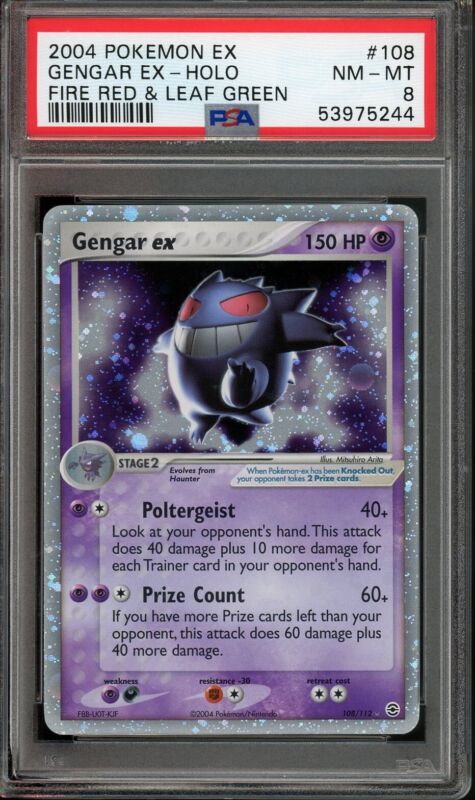 2004 POKEMON EX #108
GENGAR EX – HOLO NM – MT
FIRE RED & LEAF GREEN 8
PSA 53975244
Gengar ex 150 HP
Illus. Mitsuhiro Arita
STAGE 2
Evolves from
Haunter
When Pokémon-ex has been Knocked Out,
your opponent takes 2 Prize cards.
Poltergeist 40+
Look at your opponent's hand. This attack
does 40 damage plus 10 more damage for
each Trainer card in your opponent's hand.
Prize Count 60+
If you have more Prize cards left than your
opponent, this attack does 60 damage plus
40 more damage.
weakness resistance -30 retreat cost
FBB-U0T-KJF ©2004 Pokémon/Nintendo 108/112
PSA